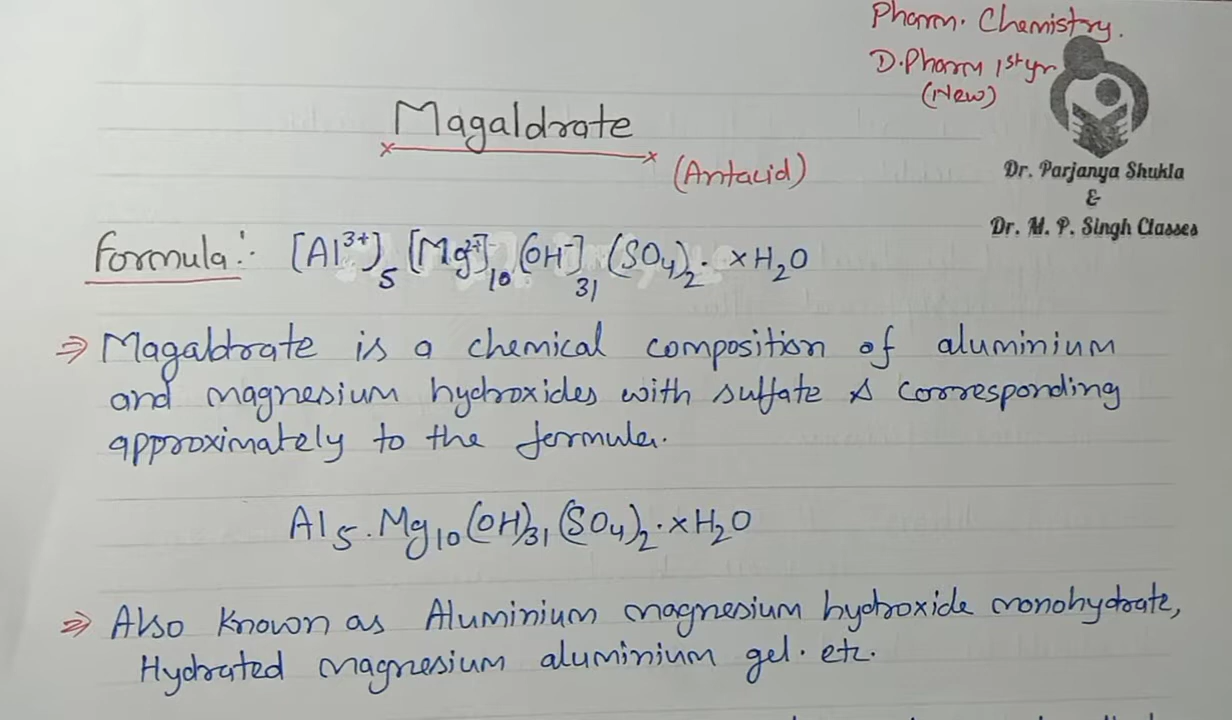 Pharm. Chemistry.
D.Pharm 1st yr
(New)
Magaldrate
(Antacid)
Dr. Parjanya Shukla
&
Dr. M. P. Singh Classes
Formula:- [Al³⁺]₅ [Mg²⁺]₁₀ [OH⁻]₃₁ (SO₄)₂. xH₂O
⇒ Magaldrate is a chemical composition of aluminium
and magnesium hydroxides with sulfate & corresponding
approximately to the formula.
Al₅.Mg₁₀(OH)₃₁(SO₄)₂.xH₂O
⇒ Also known as Aluminium magnesium hydroxide monohydrate,
Hydrated magnesium aluminium gel. etc.